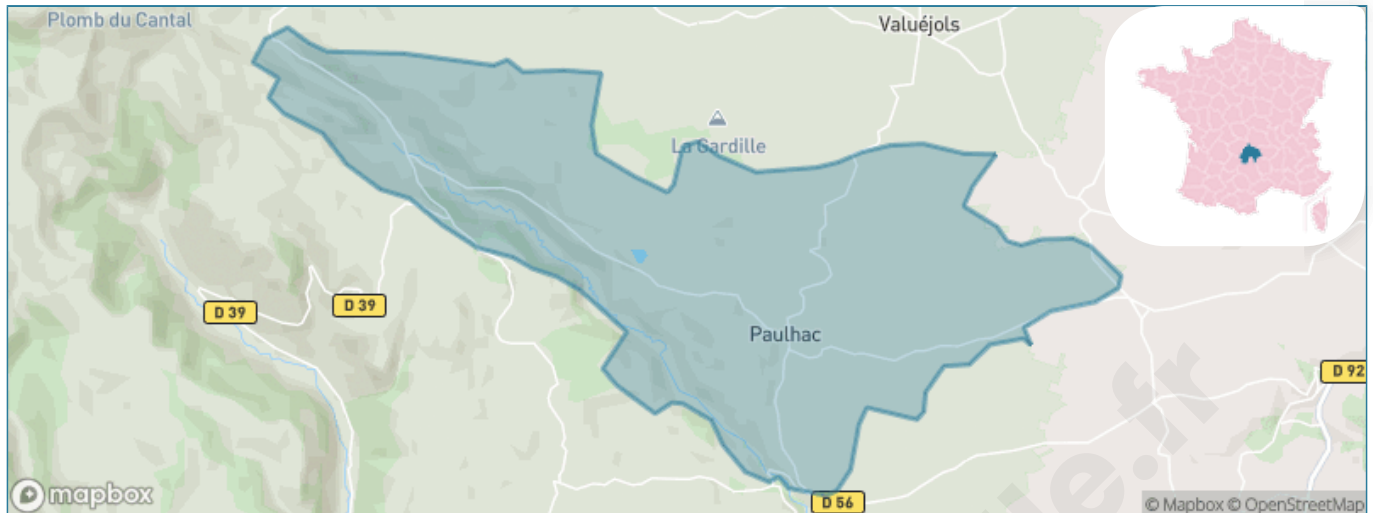 Plomb du Cantal
Valuéjols
La Gardille
D 39
D 39
Paulhac
D 92
D 56
mapbox
© Mapbox © OpenStreetMap